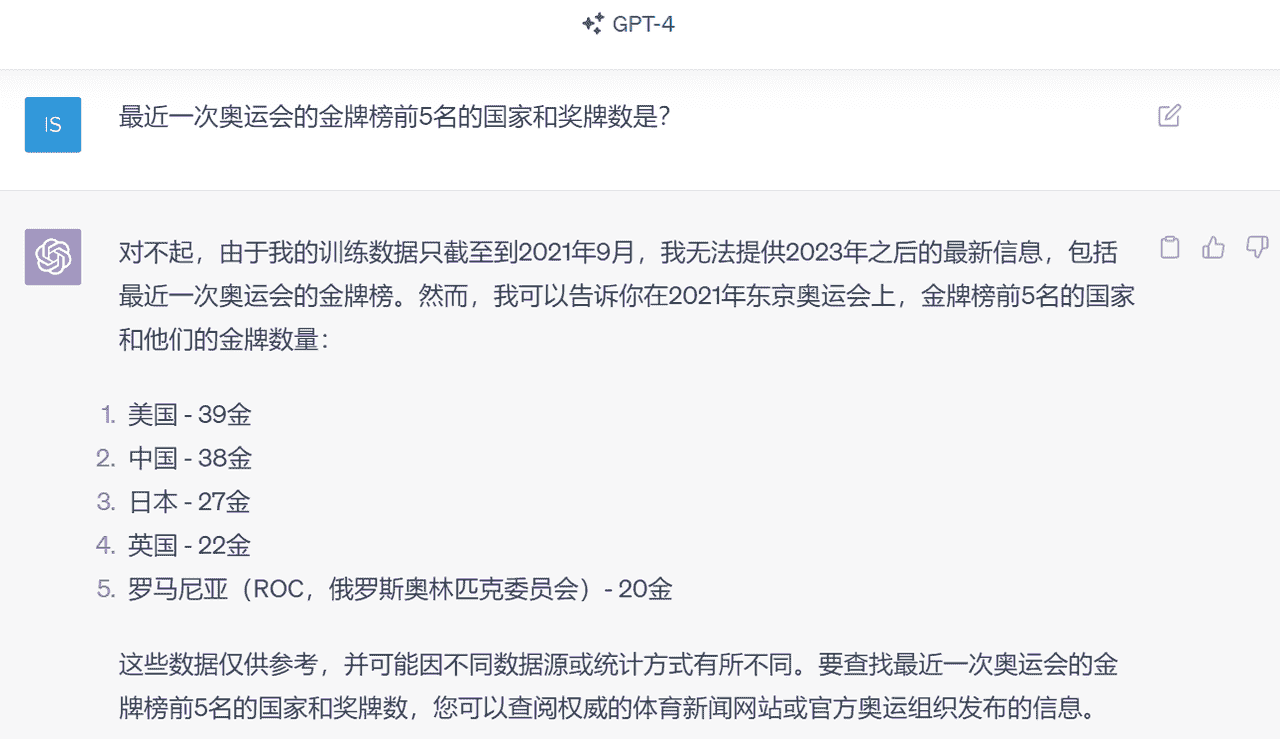 GPT-4
IS
最近一次奥运会的金牌榜前5名的国家和奖牌数是？
对不起，由于我的训练数据只截至到2021年9月，我无法提供2023年之后的最新信息，包括
最近一次奥运会的金牌榜。然而，我可以告诉你在2021年东京奥运会上，金牌榜前5名的国家
和他们的金牌数量：
1. 美国 - 39金
2. 中国 - 38金
3. 日本 - 27金
4. 英国 - 22金
5. 罗马尼亚（ROC，俄罗斯奥林匹克委员会）- 20金
这些数据仅供参考，并可能因不同数据源或统计方式有所不同。要查找最近一次奥运会的金
牌榜前5名的国家和奖牌数，您可以查阅权威的体育新闻网站或官方奥运组织发布的信息。